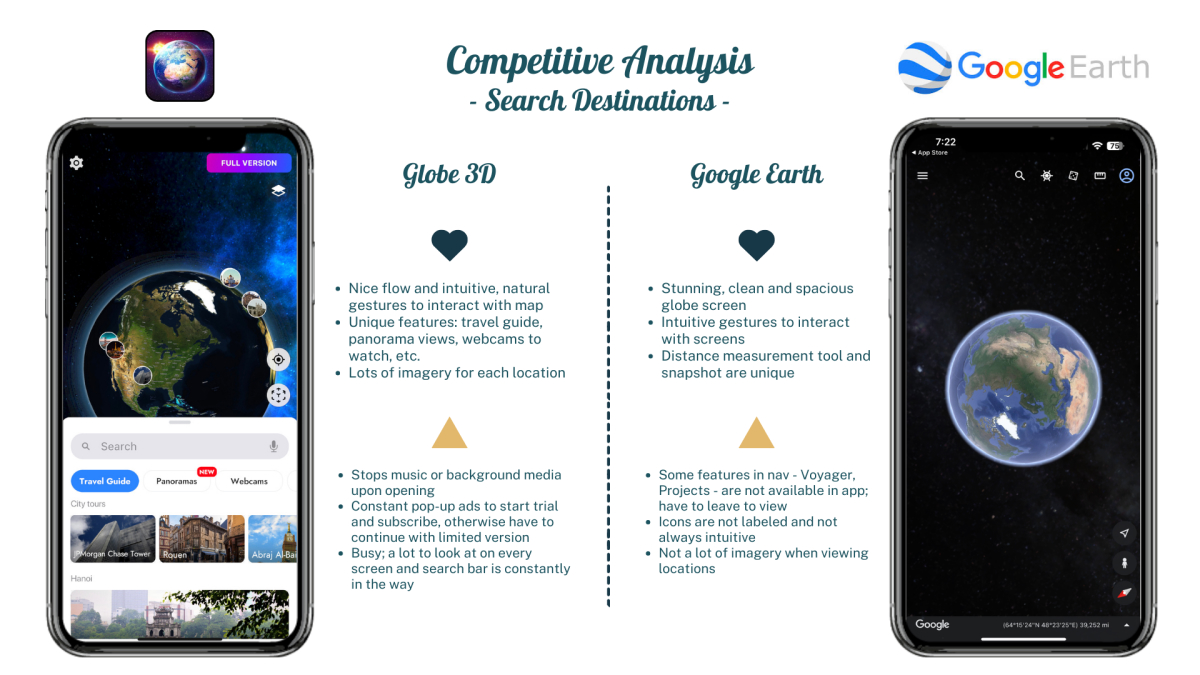 Competitive Analysis
- Search Destinations -
Google Earth
FULL VERSION
Search
Travel Guide
Panoramas
NEW
Webcams
City tours
JPMorgan Chase Tower
Rouen
Abraj Al-Bai
Hanoi
Globe 3D
• Nice flow and intuitive, natural
gestures to interact with map
• Unique features: travel guide,
panorama views, webcams to
watch, etc.
• Lots of imagery for each location
• Stops music or background media
upon opening
• Constant pop-up ads to start trial
and subscribe, otherwise have to
continue with limited version
• Busy; a lot to look at on every
screen and search bar is constantly
in the way
Google Earth
• Stunning, clean and spacious
globe screen
• Intuitive gestures to interact
with screens
• Distance measurement tool and
snapshot are unique
• Some features in nav - Voyager,
Projects - are not available in app;
have to leave to view
• Icons are not labeled and not
always intuitive
• Not a lot of imagery when viewing
locations
7:22
75
◄ App Store
Google
(64°15'24"N 48°23'25"E) 39,252 mi